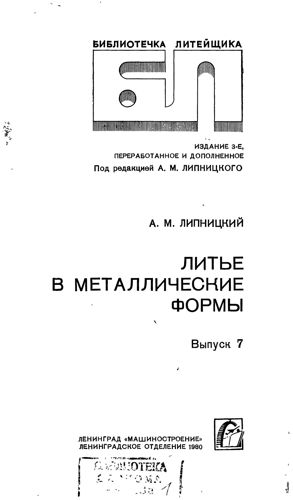 БИБЛИОТЕЧКА ЛИТЕЙЩИКА
БЛ
ИЗДАНИЕ 3-Е,
ПЕРЕРАБОТАННОЕ И ДОПОЛНЕННОЕ
Под редакцией А. М. ЛИПНИЦКОГО
А. М. ЛИПНИЦКИЙ
ЛИТЬЕ
В МЕТАЛЛИЧЕСКИЕ
ФОРМЫ
Выпуск 7
ЛЕНИНГРАД «МАШИНОСТРОЕНИЕ»
ЛЕНИНГРАДСКОЕ ОТДЕЛЕНИЕ 1980
БИБЛИОТЕКА